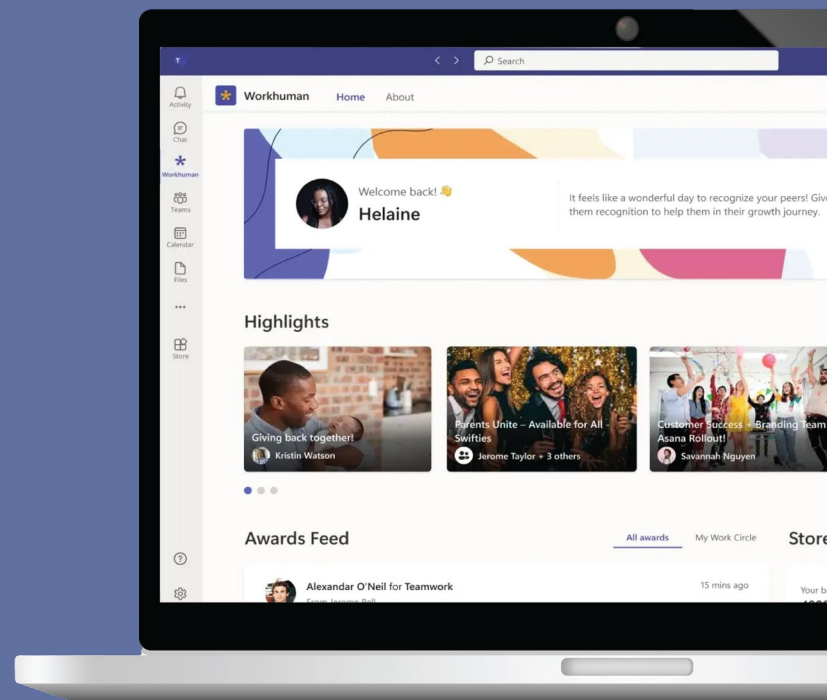 T
Search
Activity
Chat
Workhuman
Teams
Calendar
Files
Store
Workhuman Home About
Welcome back! 👋
Helaine
It feels like a wonderful day to recognize your peers! Give
them recognition to help them in their growth journey.
Highlights
Giving back together!
Kristin Watson
Parents Unite – Available for All -
Swifties
Jerome Taylor + 3 others
Customer Success + Branding Team
Asana Rollout!
Savannah Nguyen
Awards Feed
All awards My Work Circle
Alexandar O'Neil for Teamwork
From Jerome Bell
15 mins ago
Store
Your b